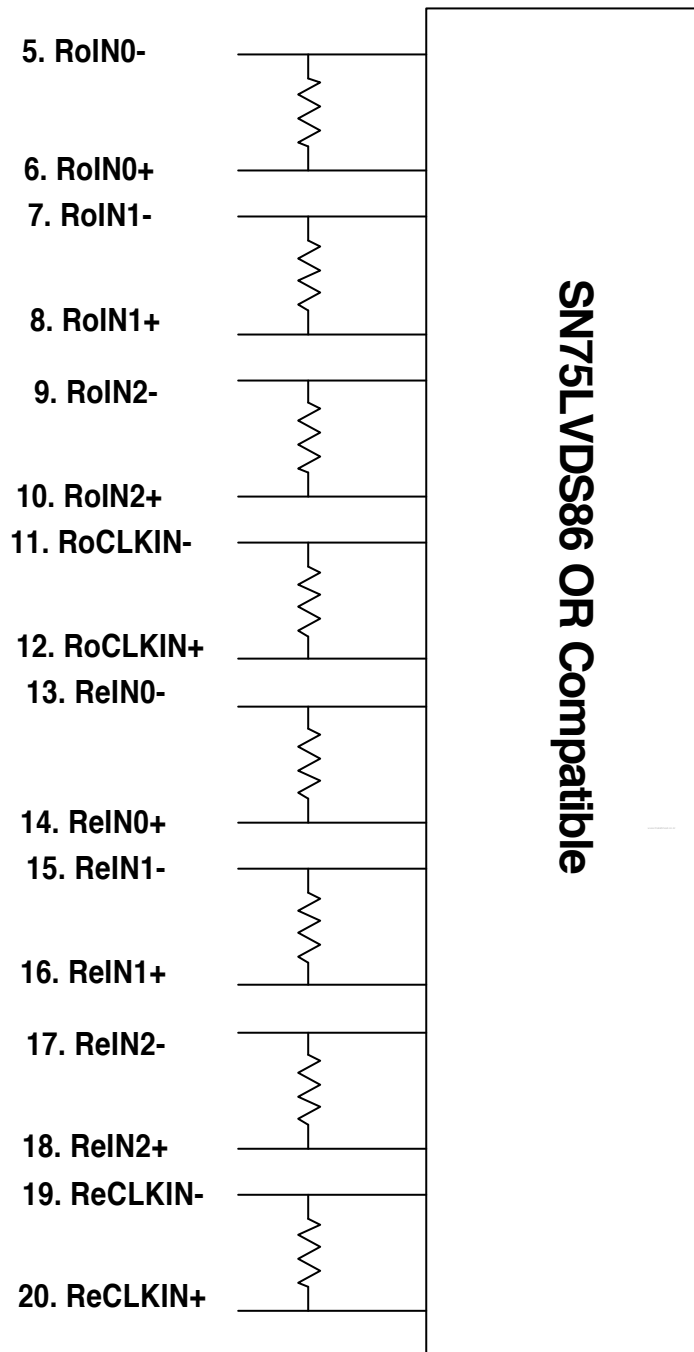 5. RoIN0-
6. RoIN0+
7. RoIN1-
8. RoIN1+
9. RoIN2-
10. RoIN2+
11. RoCLKIN-
12. RoCLKIN+
13. ReIN0-
14. ReIN0+
15. ReIN1-
16. ReIN1+
17. ReIN2-
18. ReIN2+
19. ReCLKIN-
20. ReCLKIN+
SN75LVDS86 OR Compatible